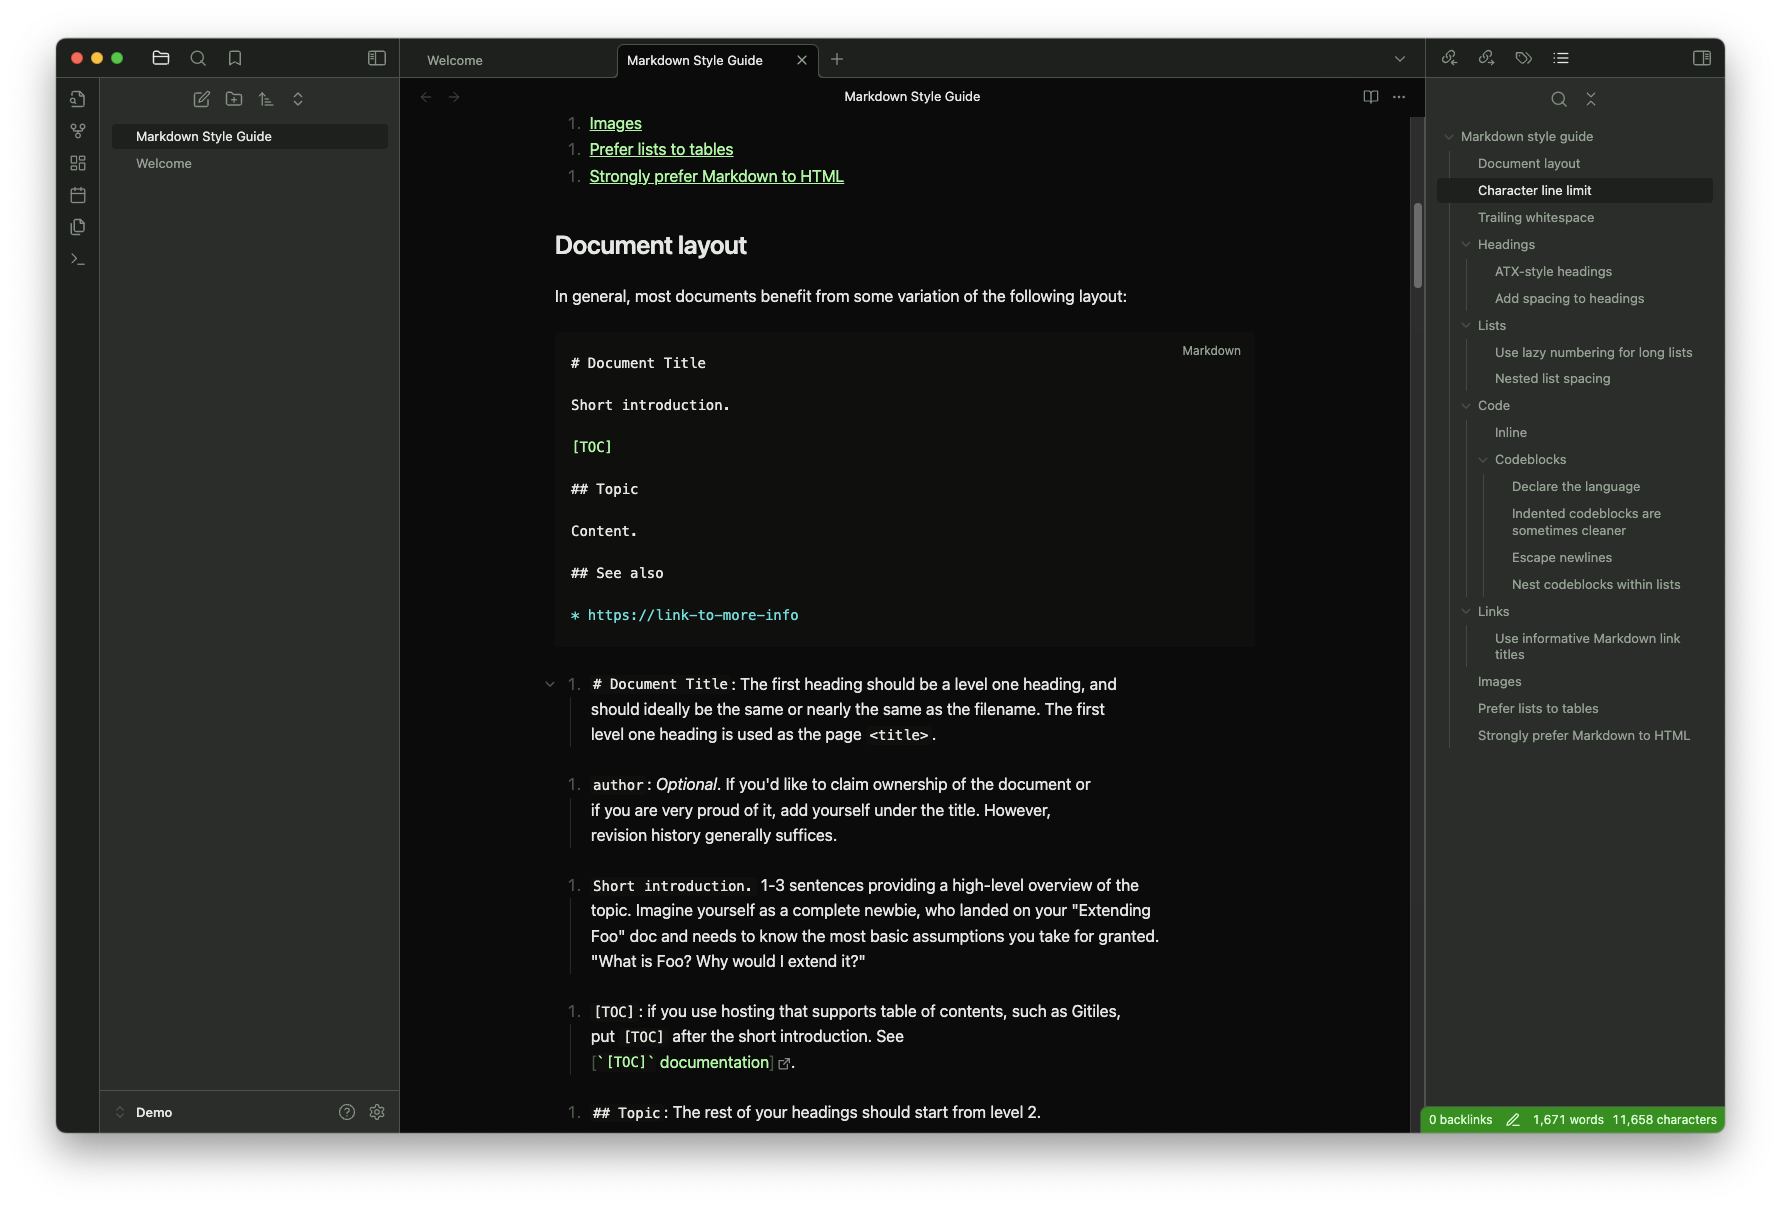 Welcome
Markdown Style Guide
Markdown Style Guide
Welcome
Demo
Markdown Style Guide
1. Images
1. Prefer lists to tables
1. Strongly prefer Markdown to HTML
Document layout
In general, most documents benefit from some variation of the following layout:
Markdown
# Document Title
Short introduction.
[TOC]
## Topic
Content.
## See also
* https://link-to-more-info
1. # Document Title: The first heading should be a level one heading, and
should ideally be the same or nearly the same as the filename. The first
level one heading is used as the page <title>.
1. author: Optional. If you'd like to claim ownership of the document or
if you are very proud of it, add yourself under the title. However,
revision history generally suffices.
1. Short introduction. 1-3 sentences providing a high-level overview of the
topic. Imagine yourself as a complete newbie, who landed on your "Extending
Foo" doc and needs to know the most basic assumptions you take for granted.
"What is Foo? Why would I extend it?"
1. [TOC]: if you use hosting that supports table of contents, such as Gitiles,
put [TOC] after the short introduction. See
[`[TOC]` documentation].
1. ## Topic: The rest of your headings should start from level 2.
Markdown style guide
Document layout
Character line limit
Trailing whitespace
Headings
ATX-style headings
Add spacing to headings
Lists
Use lazy numbering for long lists
Nested list spacing
Code
Inline
Codeblocks
Declare the language
Indented codeblocks are
sometimes cleaner
Escape newlines
Nest codeblocks within lists
Links
Use informative Markdown link
titles
Images
Prefer lists to tables
Strongly prefer Markdown to HTML
0 backlinks 1,671 words 11,658 characters